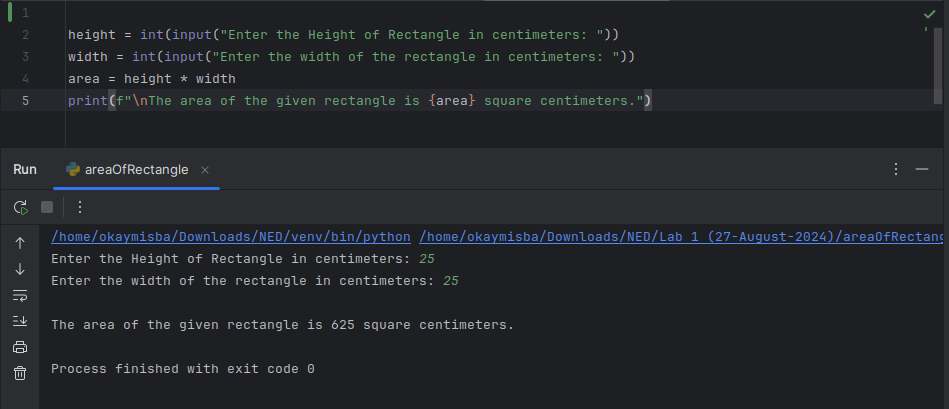 1
2 height = int(input("Enter the Height of Rectangle in centimeters: "))
3 width = int(input("Enter the width of the rectangle in centimeters: "))
4 area = height * width
5 print(f"\nThe area of the given rectangle is {area} square centimeters.")
Run areaOfRectangle
/home/okaymisba/Downloads/NED/venv/bin/python /home/okaymisba/Downloads/NED/Lab 1 (27-August-2024)/areaOfRectang
Enter the Height of Rectangle in centimeters: 25
Enter the width of the rectangle in centimeters: 25
The area of the given rectangle is 625 square centimeters.
Process finished with exit code 0